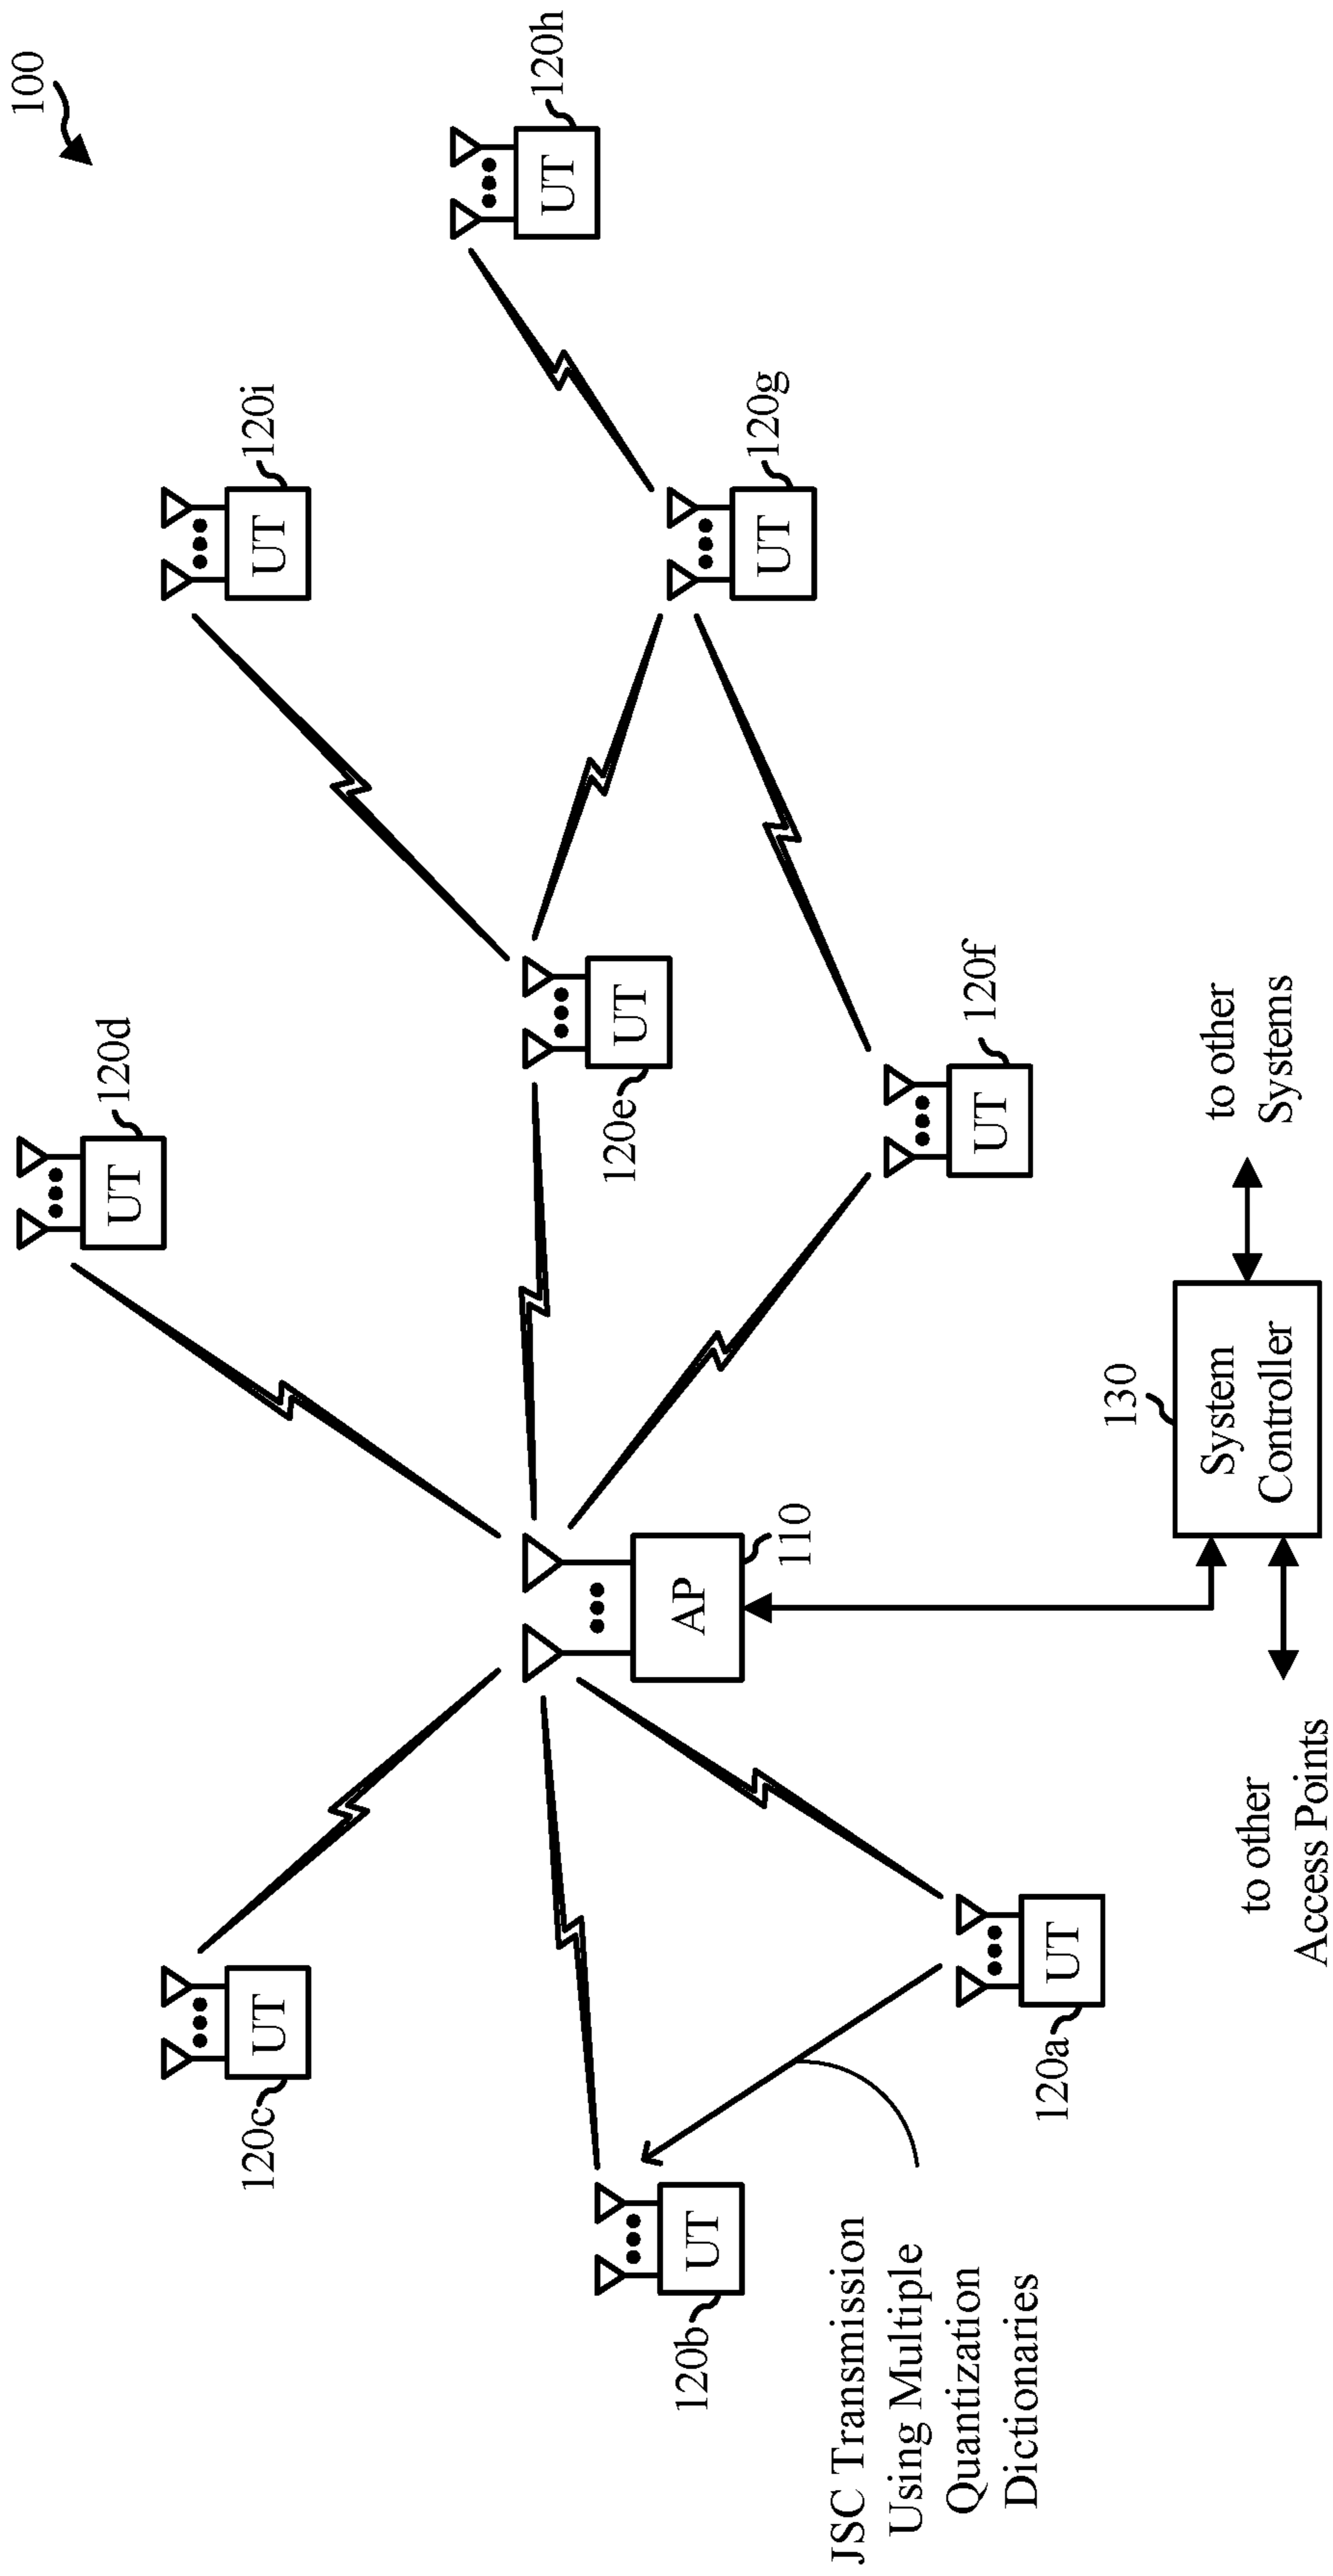 100
120d
UT
120i
UT
120h
UT
120c
UT
120e
UT
120g
UT
AP
110
120b
UT
120f
UT
120a
UT
JSC Transmission
Using Multiple
Quantization
Dictionaries
130
System
Controller
to other
Systems
to other
Access Points